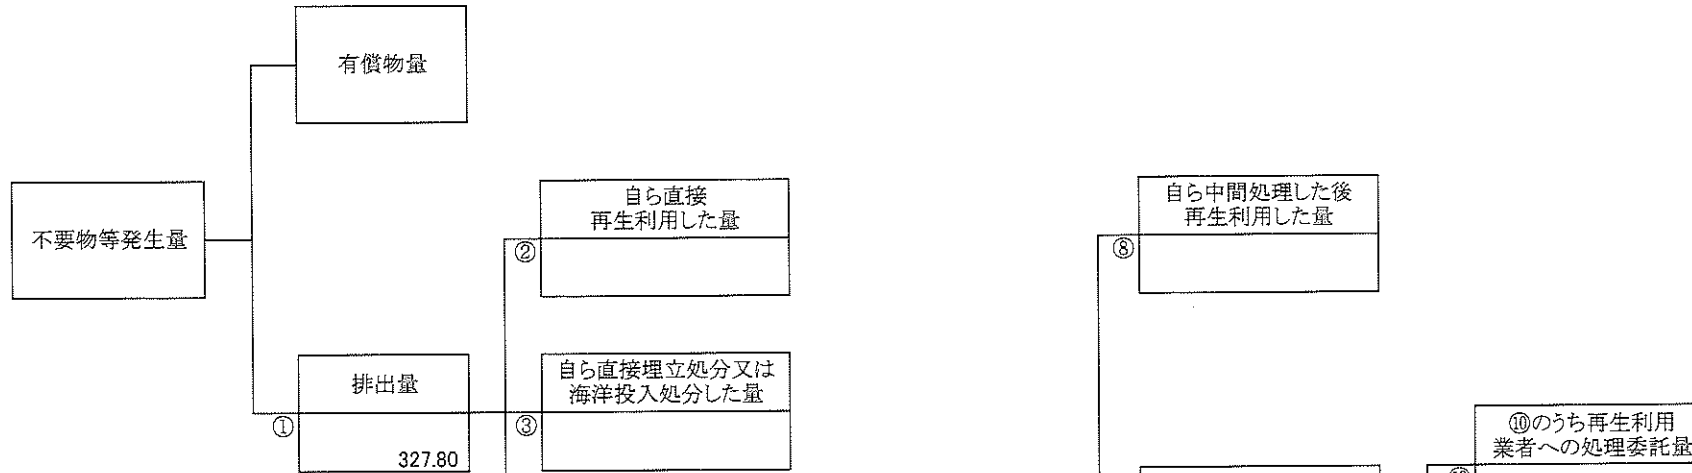 有償物量
不要物等発生量
自ら直接
再生利用した量
②
自ら中間処理した後
再生利用した量
⑧
排出量
①
327.80
自ら直接埋立処分又は
海洋投入処分した量
③
⑩のうち再生利用
業者への処理委託量